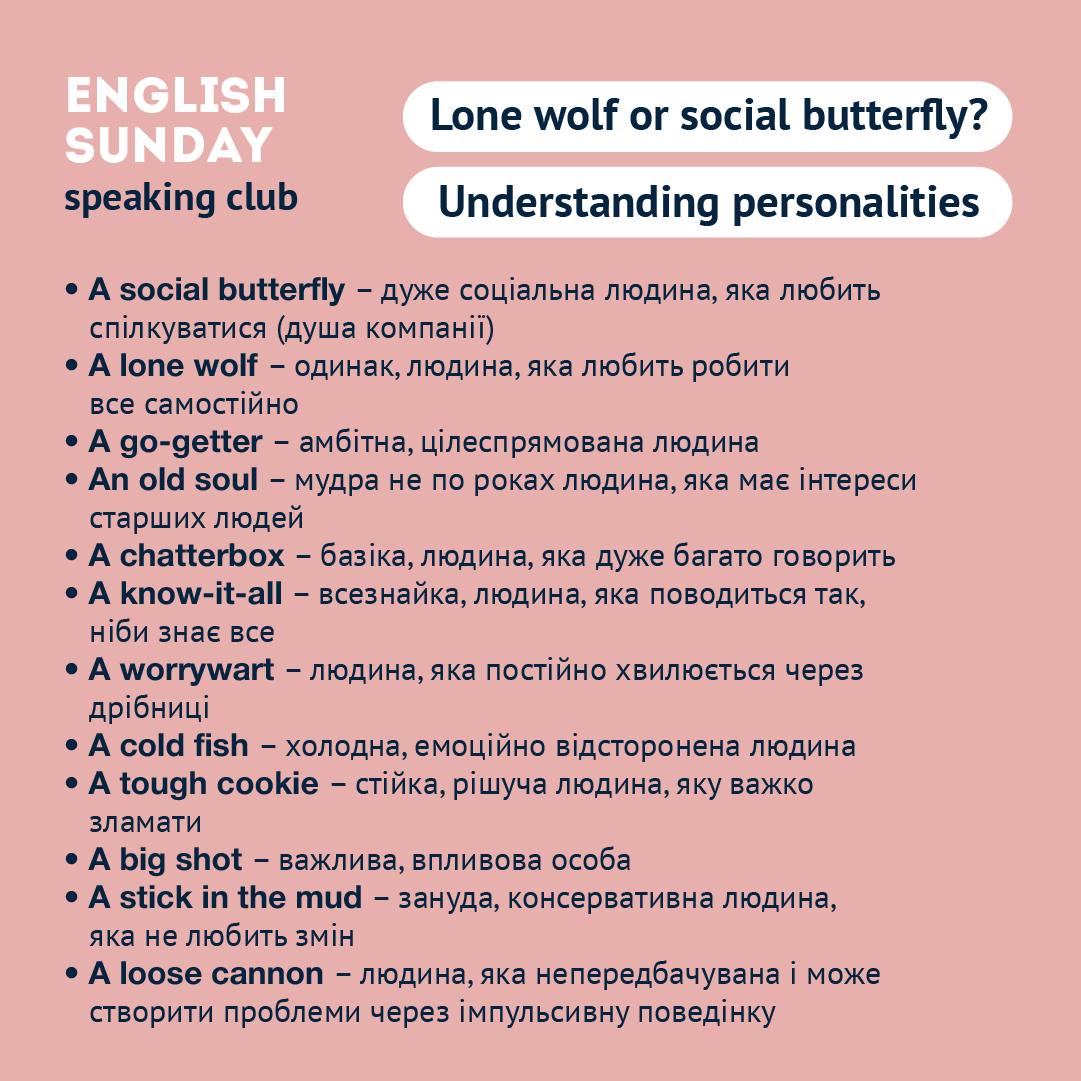 ENGLISH
SUNDAY
speaking club
Lone wolf or social butterfly?
Understanding personalities
• A social butterfly – дуже соціальна людина, яка любить
спілкуватися (душа компанії)
• A lone wolf – одинак, людина, яка любить робити
все самостійно
• A go-getter – амбітна, цілеспрямована людина
• An old soul – мудра не по роках людина, яка має інтереси
старших людей
• A chatterbox – базіка, людина, яка дуже багато говорить
• A know-it-all – всезнайка, людина, яка поводиться так,
ніби знає все
• A worrywart – людина, яка постійно хвилюється через
дрібниці
• A cold fish – холодна, емоційно відсторонена людина
• A tough cookie – стійка, рішуча людина, яку важко
зламати
• A big shot – важлива, впливова особа
• A stick in the mud – зануда, консервативна людина,
яка не любить змін
• A loose cannon – людина, яка непередбачувана і може
створити проблеми через імпульсивну поведінку